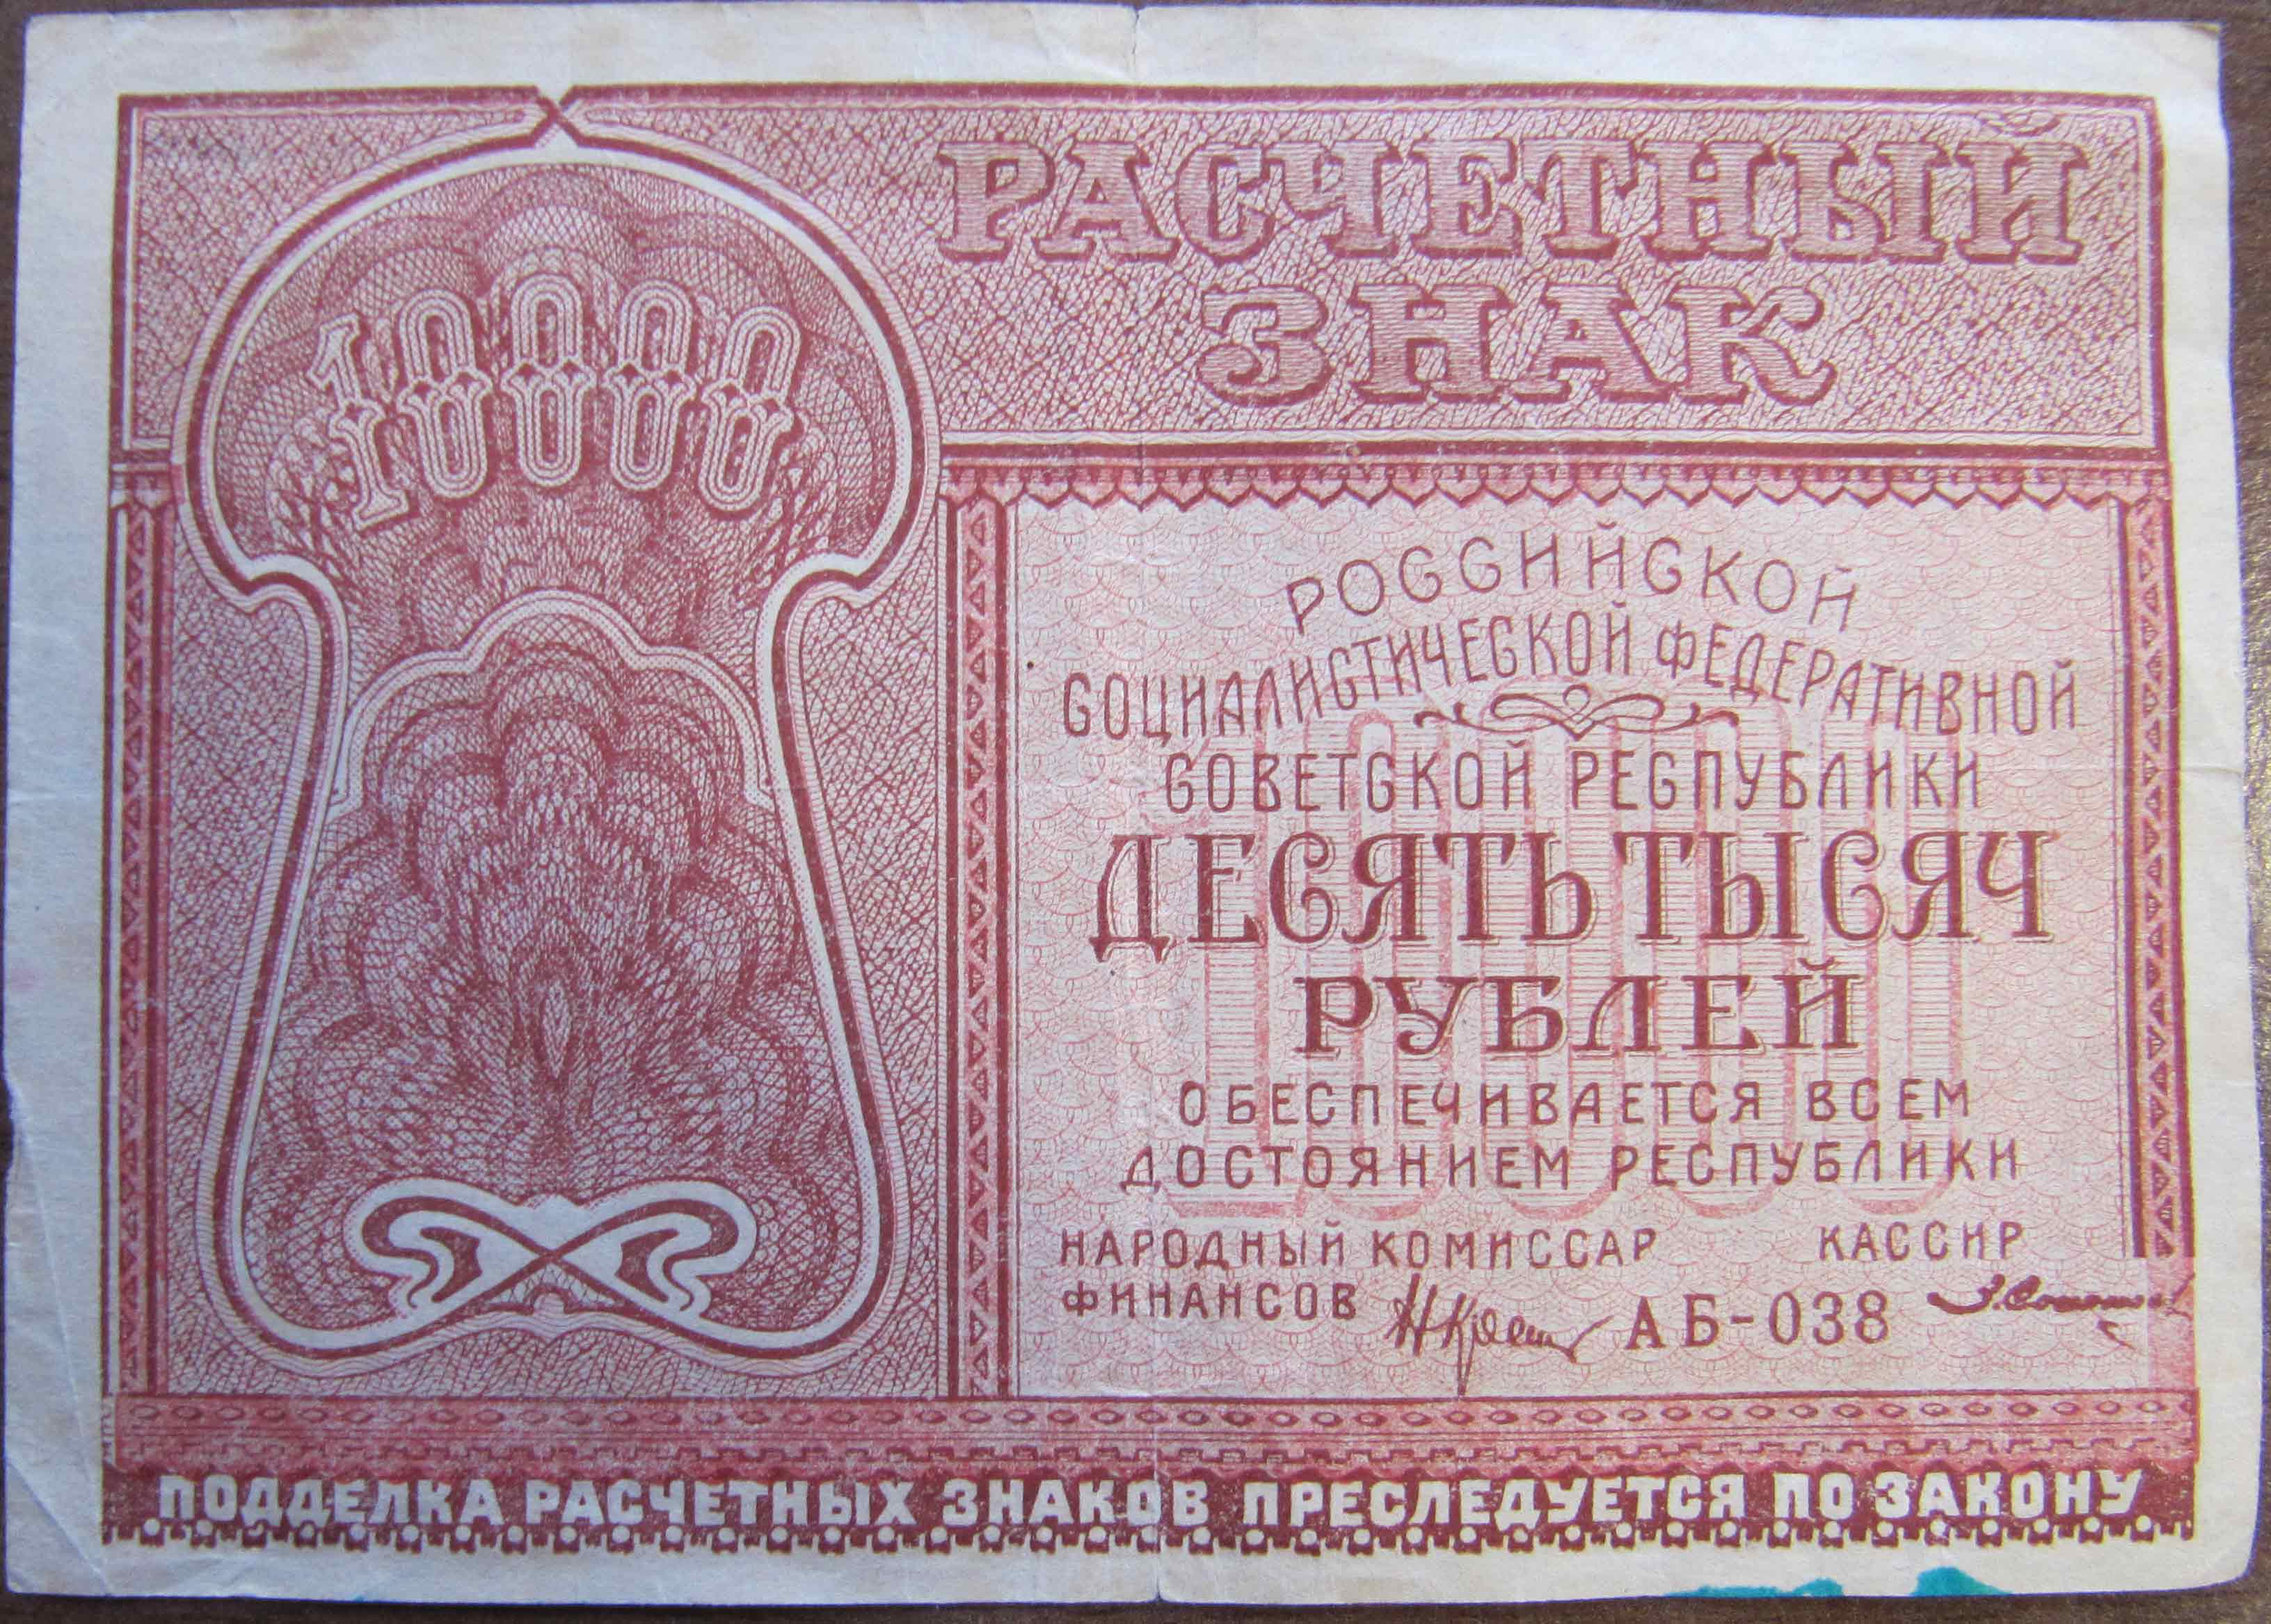 РАСЧЕТНЫЙ
ЗНАК
10000
10000
РОССИЙСКОЙ
СОЦИАЛИСТИЧЕСКОЙ ФЕДЕРАТИВНОЙ
СОВЕТСКОЙ РЕСПУБЛИКИ
ДЕСЯТЬ ТЫСЯЧ
РУБЛЕЙ
ОБЕСПЕЧИВАЕТСЯ ВСЕМ
ДОСТОЯНИЕМ РЕСПУБЛИКИ
НАРОДНЫЙ КОМИССАР КАССИР
ФИНАНСОВ АБ-038
ПОДДЕЛКА РАСЧЕТНЫХ ЗНАКОВ ПРЕСЛЕДУЕТСЯ ПО ЗАКОНУ